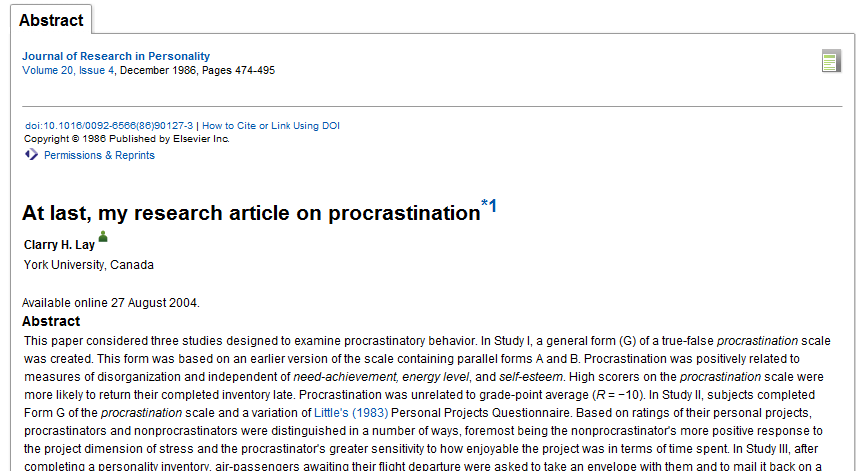 Abstract
Journal of Research in Personality
Volume 20, Issue 4, December 1986, Pages 474-495
doi:10.1016/0092-6566(86)90127-3 | How to Cite or Link Using DOI
Copyright © 1986 Published by Elsevier Inc.
Permissions & Reprints
At last, my research article on procrastination*1
Clarry H. Lay
York University, Canada
Available online 27 August 2004.
Abstract
This paper considered three studies designed to examine procrastinatory behavior. In Study I, a general form (G) of a true-false procrastination scale
was created. This form was based on an earlier version of the scale containing parallel forms A and B. Procrastination was positively related to
measures of disorganization and independent of need-achievement, energy level, and self-esteem. High scorers on the procrastination scale were
more likely to return their completed inventory late. Procrastination was unrelated to grade-point average (R = −10). In Study II, subjects completed
Form G of the procrastination scale and a variation of Little's (1983) Personal Projects Questionnaire. Based on ratings of their personal projects,
procrastinators and nonprocrastinators were distinguished in a number of ways, foremost being the nonprocrastinator's more positive response to
the project dimension of stress and the procrastinator's greater sensitivity to how enjoyable the project was in terms of time spent. In Study III, after
completing a personality inventory, air-passengers awaiting their flight departure were asked to take an envelope with them and to mail it back on a